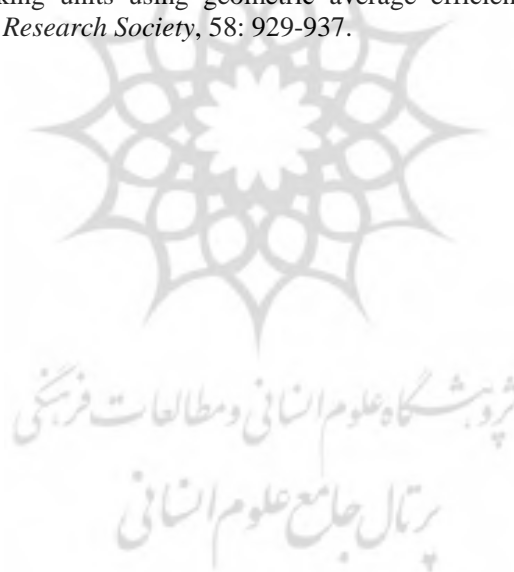 king units using geometric average efficien
Research Society, 58: 929-937.
پژوهشگاه علوم انسانی و مطالعات فرهنگی
پرتال جامع علوم انسانی